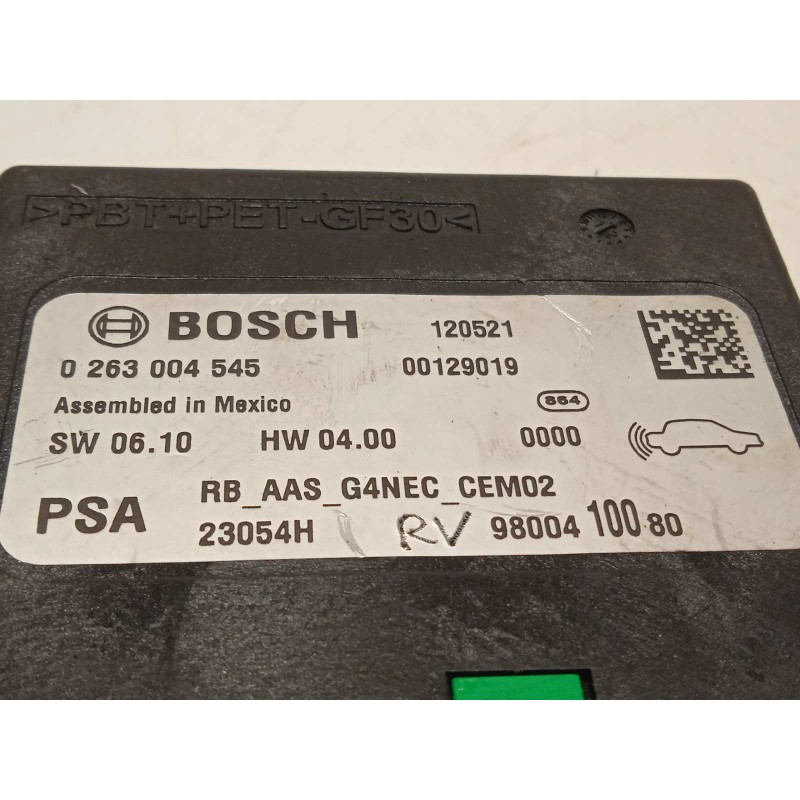 >PBT+PET-GF30<
BOSCH 120521
0 263 004 545 00129019
Assembled in Mexico 864
SW 06.10 HW 04.00 0000
PSA RB_AAS_G4NEC_CEM02
23054H RV 98004 100 80